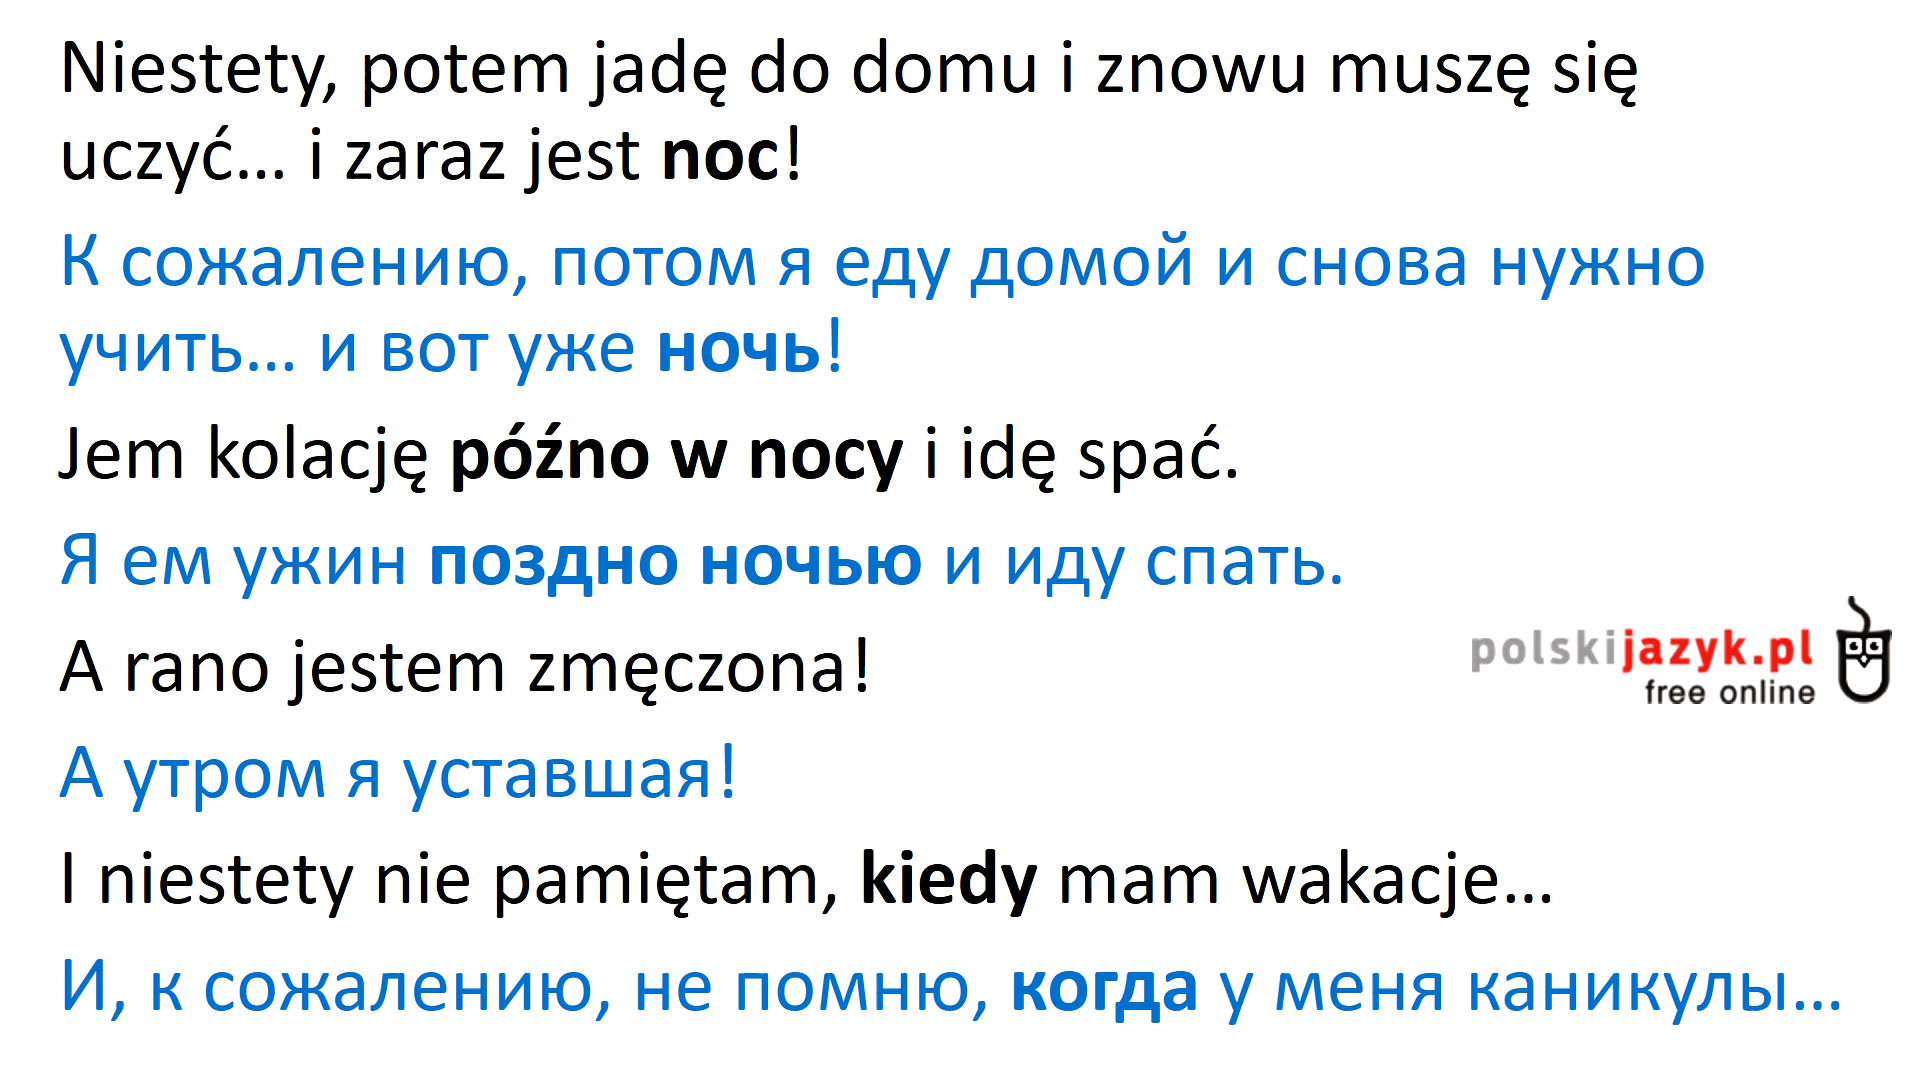 Niestety, potem jadę do domu i znowu muszę się
uczyć... i zaraz jest noc!
К сожалению, потом я еду домой и снова нужно
учить... и вот уже ночь!
Jem kolację późno w nocy i idę spać.
Я ем ужин поздно ночью и иду спать.
A rano jestem zmęczona!
А утром я уставшая!
I niestety nie pamiętam, kiedy mam wakacje...
И, к сожалению, не помню, когда у меня каникулы...
polskijazyk.pl
free online